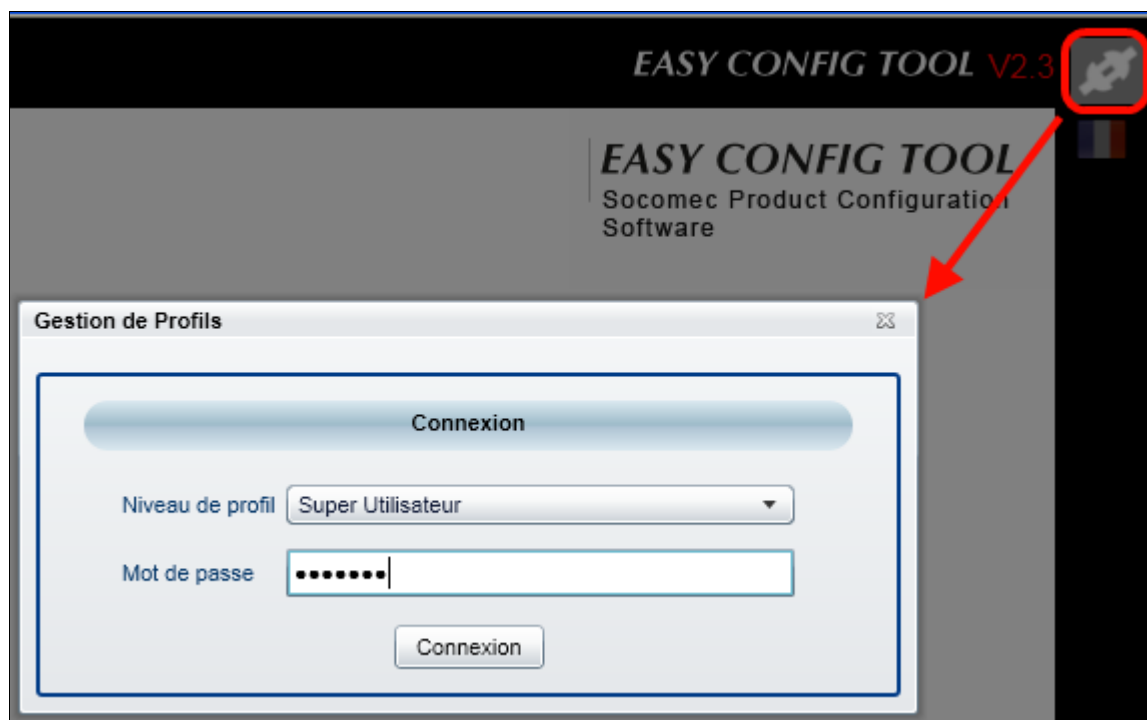 EASY CONFIG TOOL V2.3
EASY CONFIG TOOL
Socomec Product Configuration
Software
Gestion de Profils
Connexion
Niveau de profil Super Utilisateur
Mot de passe •••••••
Connexion